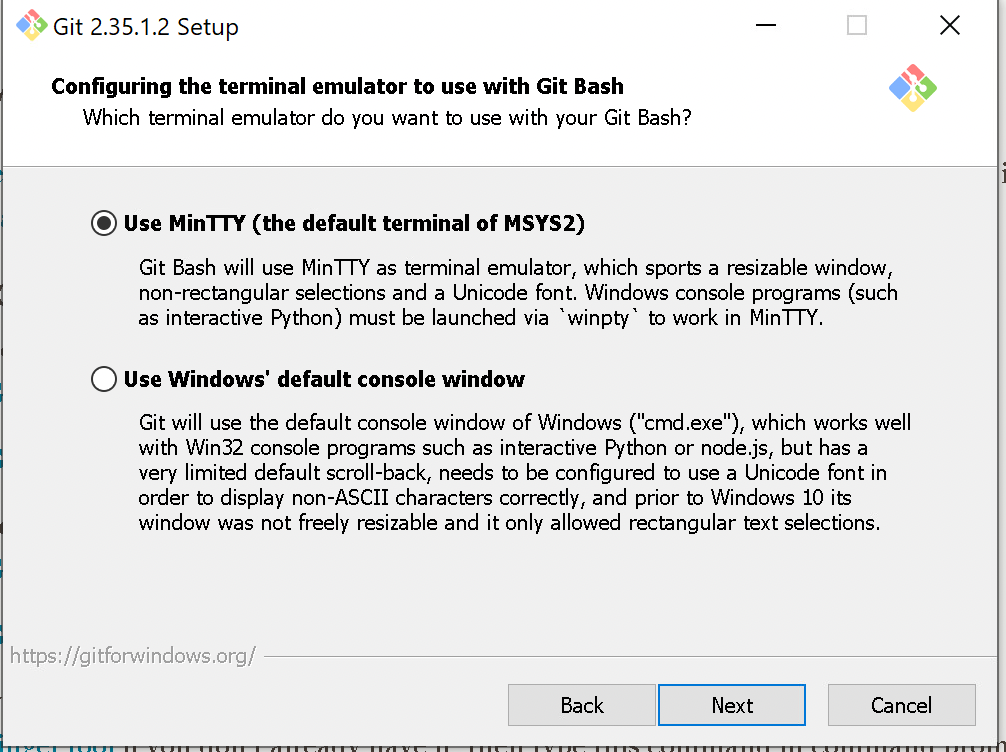 Git 2.35.1.2 Setup
Configuring the terminal emulator to use with Git Bash
Which terminal emulator do you want to use with your Git Bash?
Use MinTTY (the default terminal of MSYS2)
Git Bash will use MinTTY as terminal emulator, which sports a resizable window,
non-rectangular selections and a Unicode font. Windows console programs (such
as interactive Python) must be launched via `winpty` to work in MinTTY.
Use Windows' default console window
Git will use the default console window of Windows ("cmd.exe"), which works well
with Win32 console programs such as interactive Python or node.js, but has a
very limited default scroll-back, needs to be configured to use a Unicode font in
order to display non-ASCII characters correctly, and prior to Windows 10 its
window was not freely resizable and it only allowed rectangular text selections.
https://gitforwindows.org/
Back Next Cancel